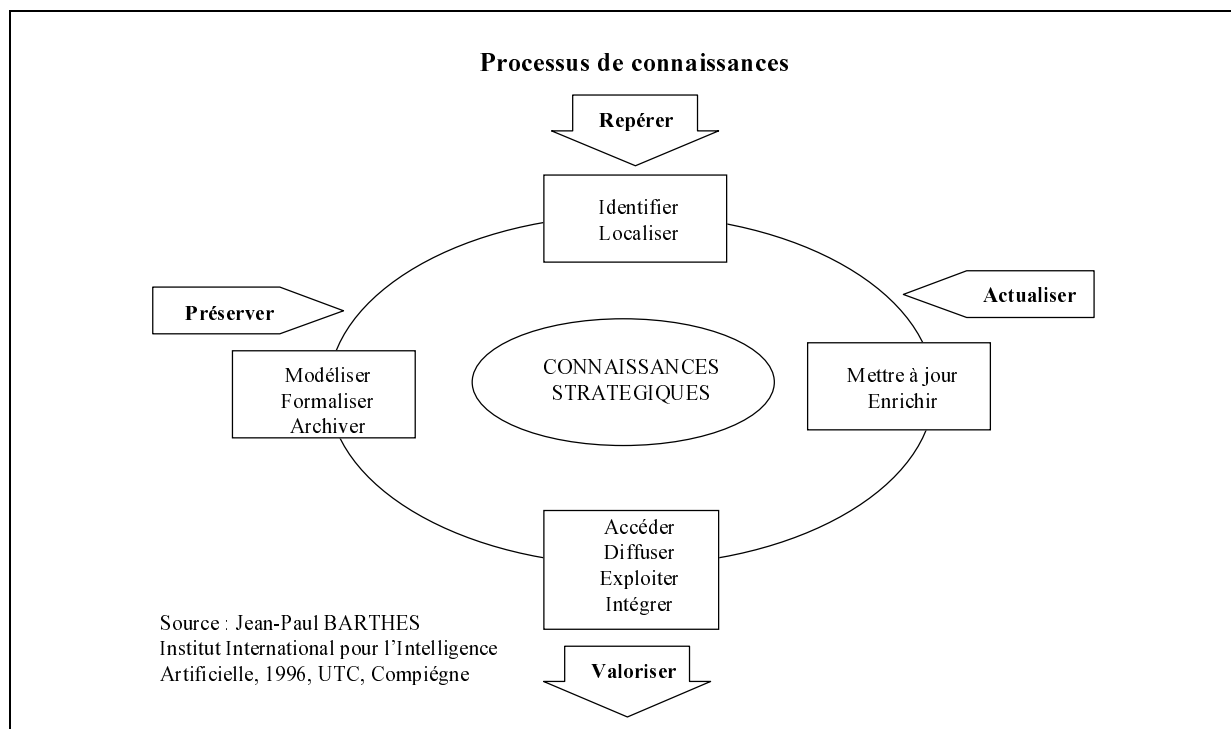 Processus de connaissances
Repérer
Identifier
Localiser
Préserver
Actualiser
Modéliser
Formaliser
Archiver
CONNAISSANCES
STRATEGIQUES
Mettre à jour
Enrichir
Accéder
Diffuser
Exploiter
Intégrer
Source : Jean-Paul BARTHES
Institut International pour l'Intelligence
Artificielle, 1996, UTC, Compiégne
Valoriser